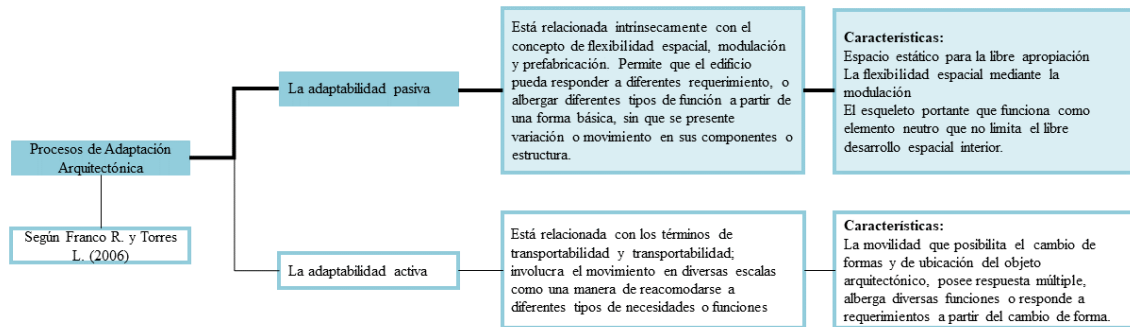 Procesos de Adaptación
Arquitectónica
Según Franco R. y Torres
L. (2006)
La adaptabilidad pasiva
Está relacionada intrínsecamente con el
concepto de flexibilidad espacial, modulación
y prefabricación. Permite que el edificio
pueda responder a diferentes requerimiento, o
albergar diferentes tipos de función a partir de
una forma básica, sin que se presente
variación o movimiento en sus componentes o
estructura.
Características:
Espacio estático para la libre apropiación
La flexibilidad espacial mediante la
modulación
El esqueleto portante que funciona como
elemento neutro que no limita el libre
desarrollo espacial interior.
La adaptabilidad activa
Está relacionada con los términos de
transportabilidad y transportabilidad;
involucra el movimiento en diversas escalas
como una manera de reacomodarse a
diferentes tipos de necesidades o funciones
Características:
La movilidad que posibilita el cambio de
formas y de ubicación del objeto
arquitectónico, posee respuesta múltiple,
alberga diversas funciones o responde a
requerimientos a partir del cambio de forma.